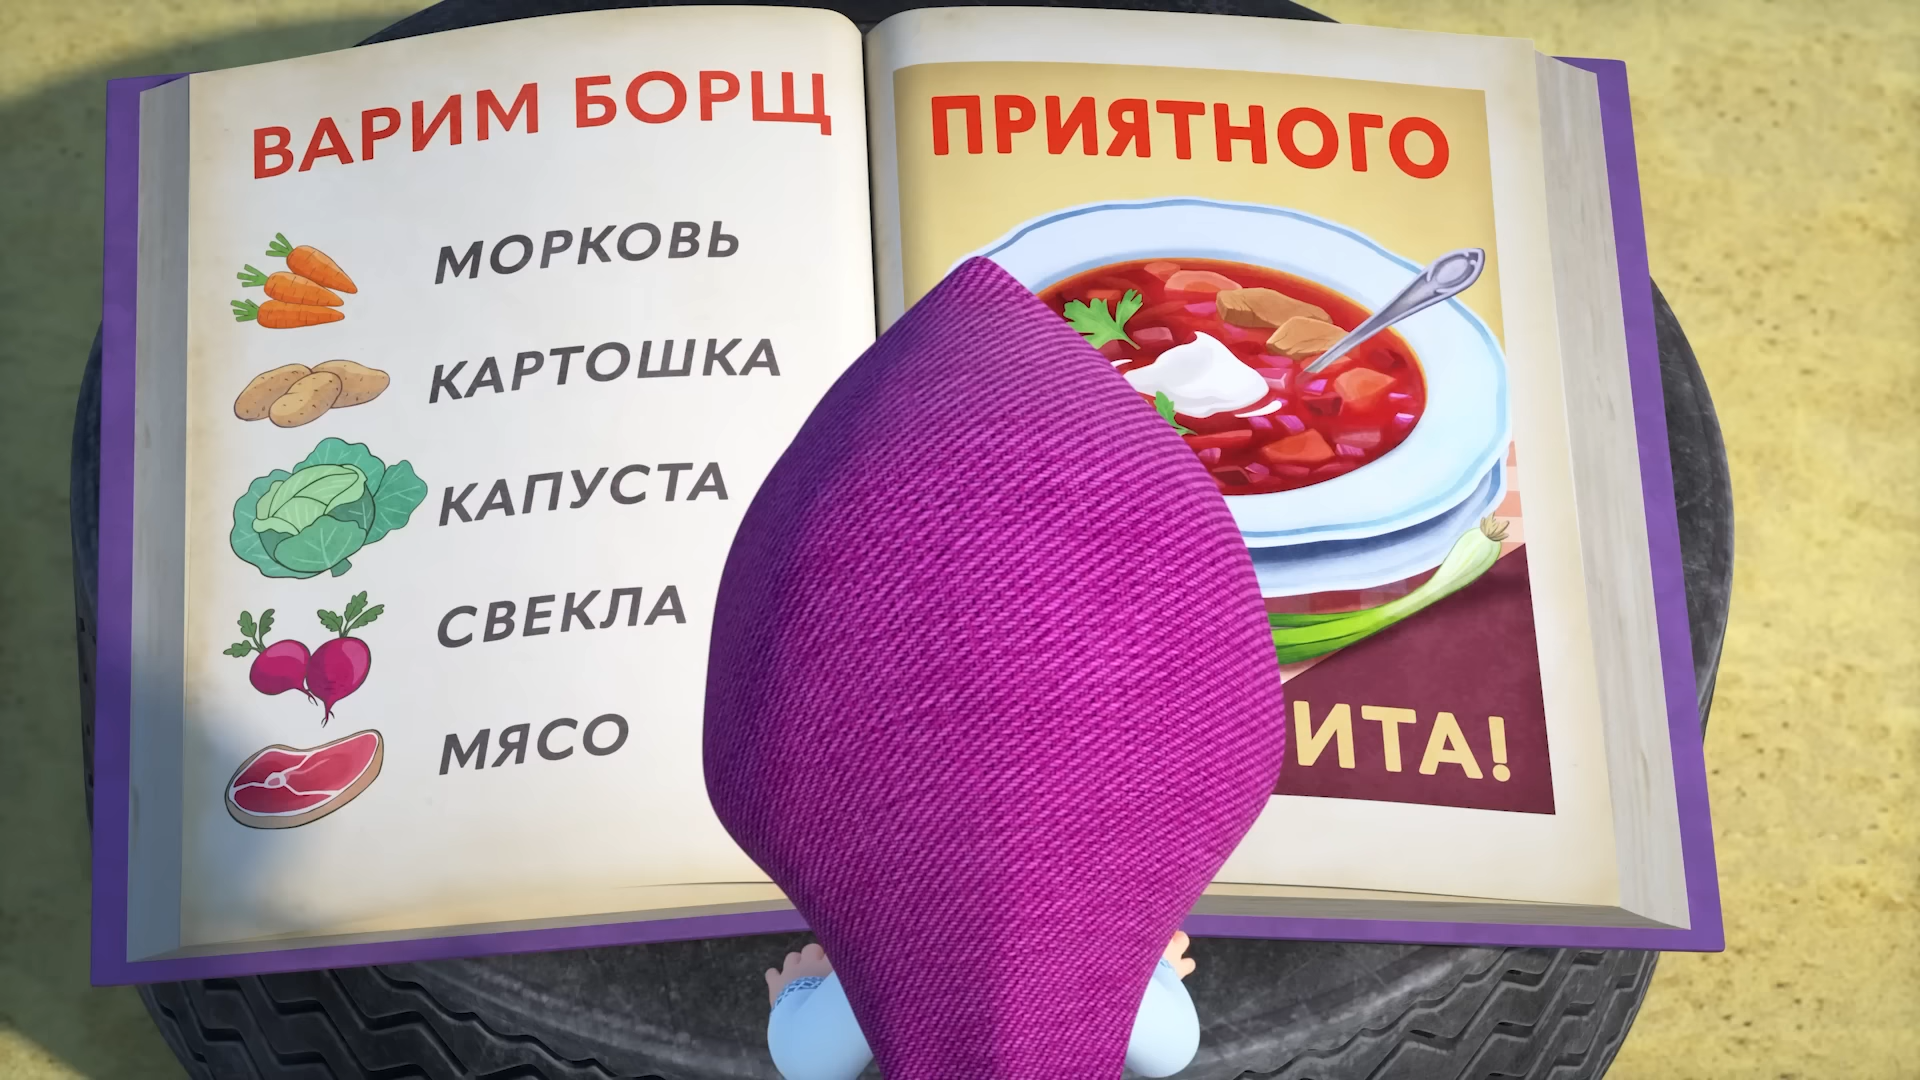 ВАРИМ БОРЩ
МОРКОВЬ
КАРТОШКА
КАПУСТА
СВЕКЛА
МЯСО
ПРИЯТНОГО
ИТА!